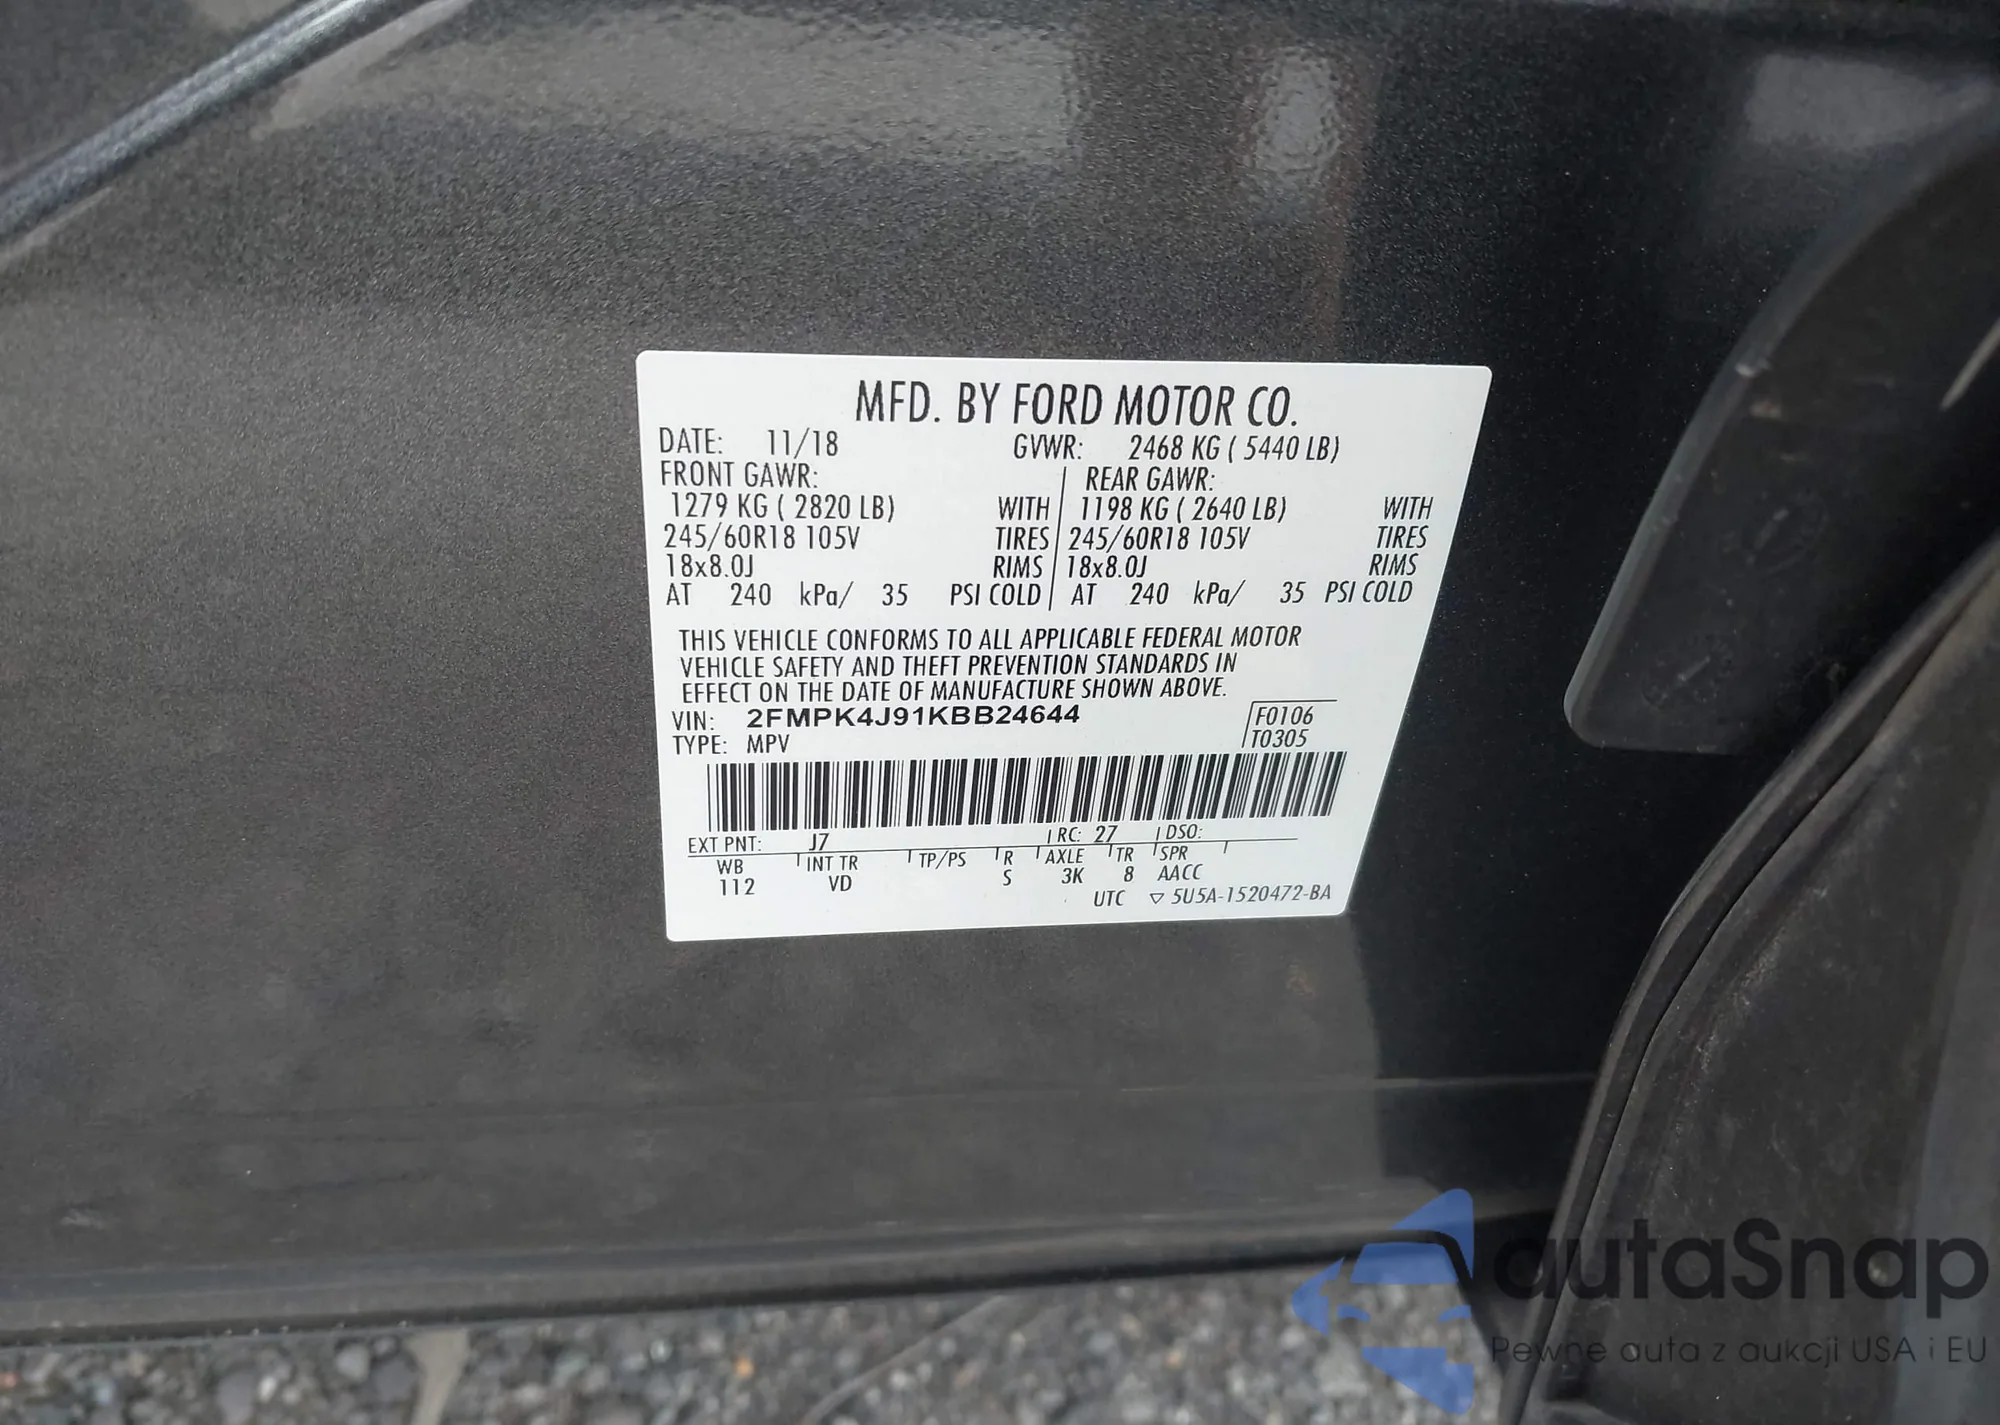 MFD. BY FORD MOTOR CO.
DATE: 11/18 GVWR: 2468 KG ( 5440 LB)
FRONT GAWR: REAR GAWR:
1279 KG ( 2820 LB) WITH 1198 KG ( 2640 LB) WITH
245/60R18 105V TIRES 245/60R18 105V TIRES
18x8.0J RIMS 18x8.0J RIMS
AT 240 kPa/ 35 PSI COLD AT 240 kPa/ 35 PSI COLD
THIS VEHICLE CONFORMS TO ALL APPLICABLE FEDERAL MOTOR
VEHICLE SAFETY AND THEFT PREVENTION STANDARDS IN
EFFECT ON THE DATE OF MANUFACTURE SHOWN ABOVE.
VIN: 2FMPK4J91KBB24644 F0106
TYPE: MPV T0305
EXT PNT: J7 RC: 27 DSO:
WB INT TR TP/PS R AXLE TR SPR
112 VD S 3K 8 AACC
UTC ▽ 5U5A-1520472-BA
autaSnap
Pewne auta z aukcji USA i EU